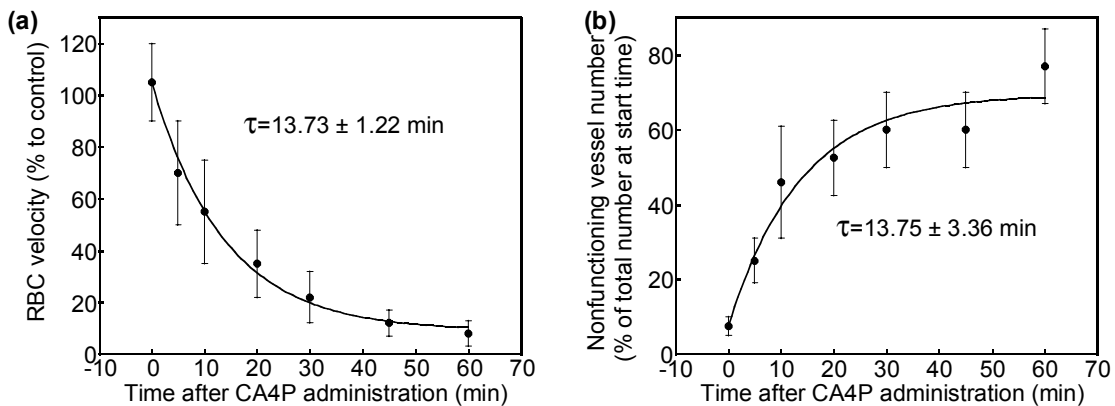 (a)
RBC velocity (% to control)
120
100
80
60
40
20
0
τ=13.73 ± 1.22 min
-10 0 10 20 30 40 50 60 70
Time after CA4P administration (min)
(b)
Nonfunctioning vessel number
(% of total number at start time)
80
60
40
20
0
τ=13.75 ± 3.36 min
-10 0 10 20 30 40 50 60 70
Time after CA4P administration (min)